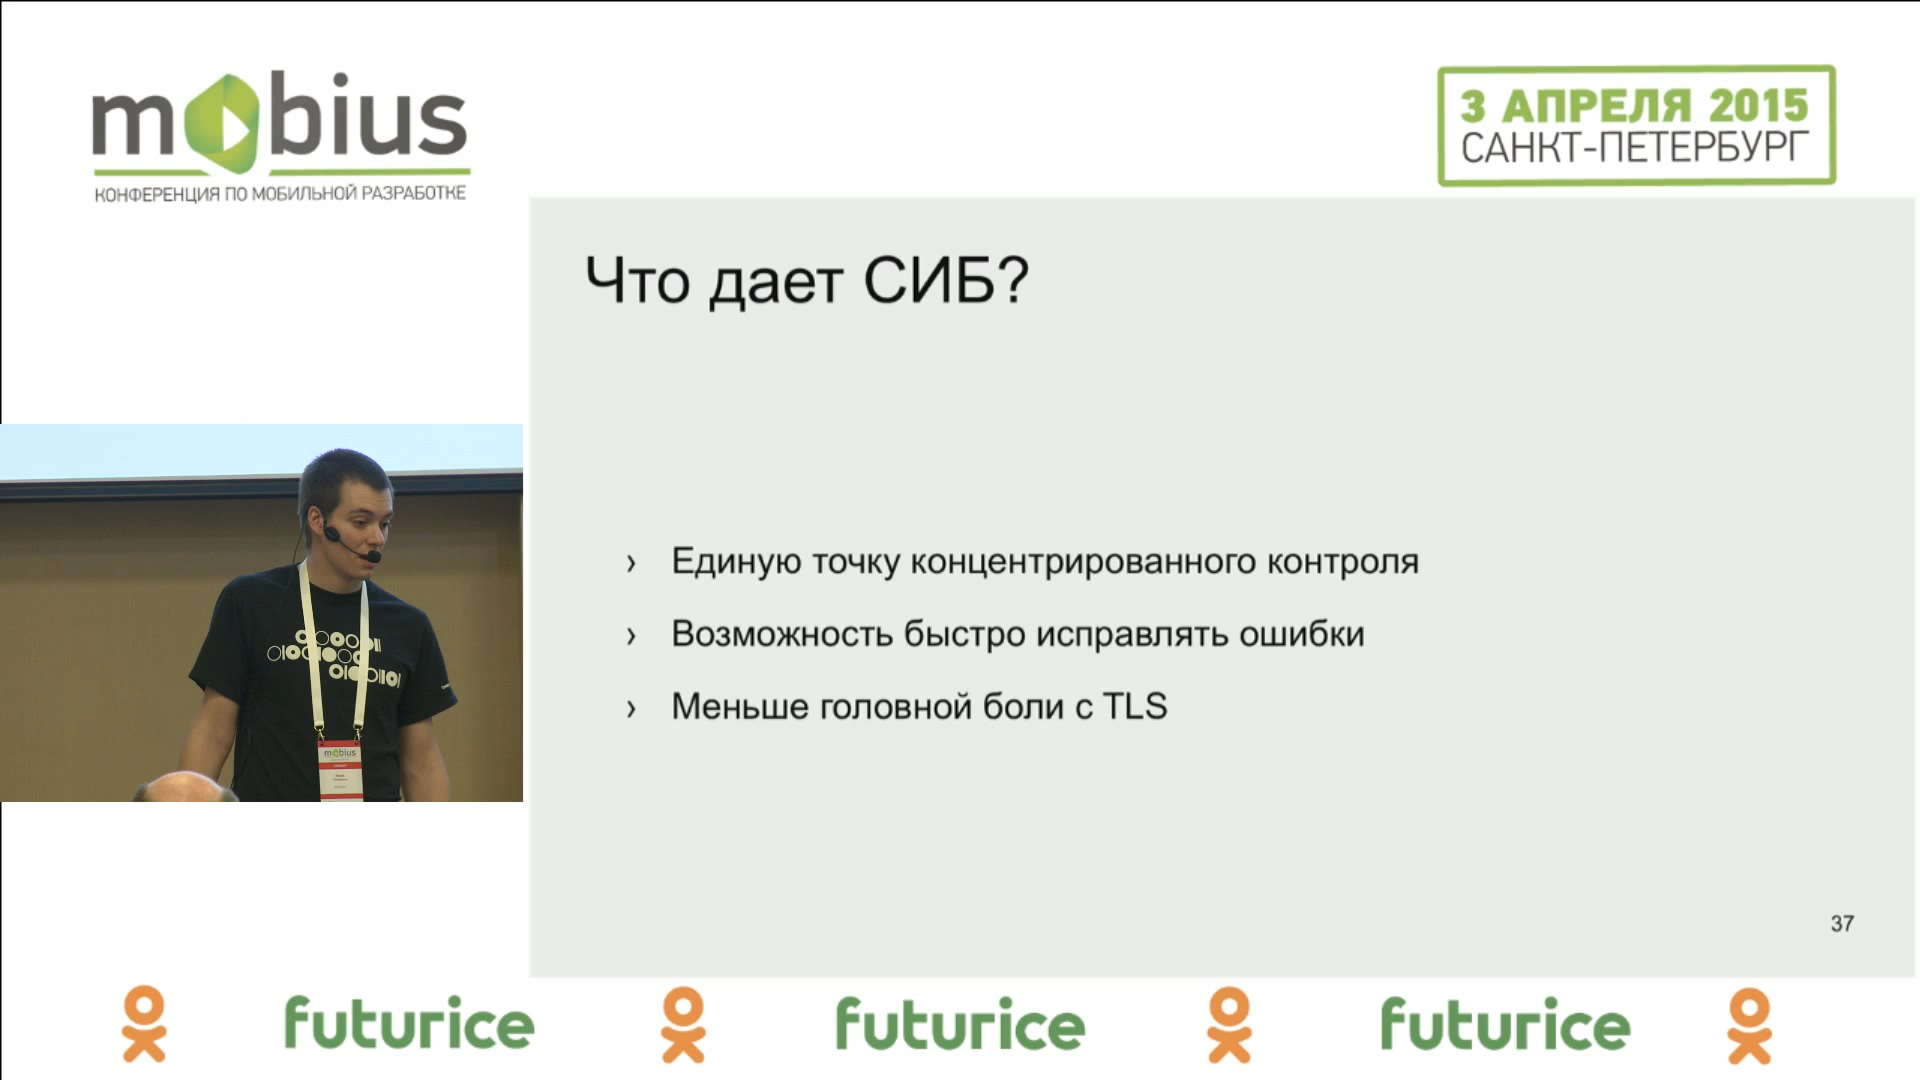 mobius
КОНФЕРЕНЦИЯ ПО МОБИЛЬНОЙ РАЗРАБОТКЕ
3 АПРЕЛЯ 2015
САНКТ-ПЕТЕРБУРГ
Что дает СИБ?
› Единую точку концентрированного контроля
› Возможность быстро исправлять ошибки
› Меньше головной боли с TLS
37
mobius
futurice
futurice
futurice